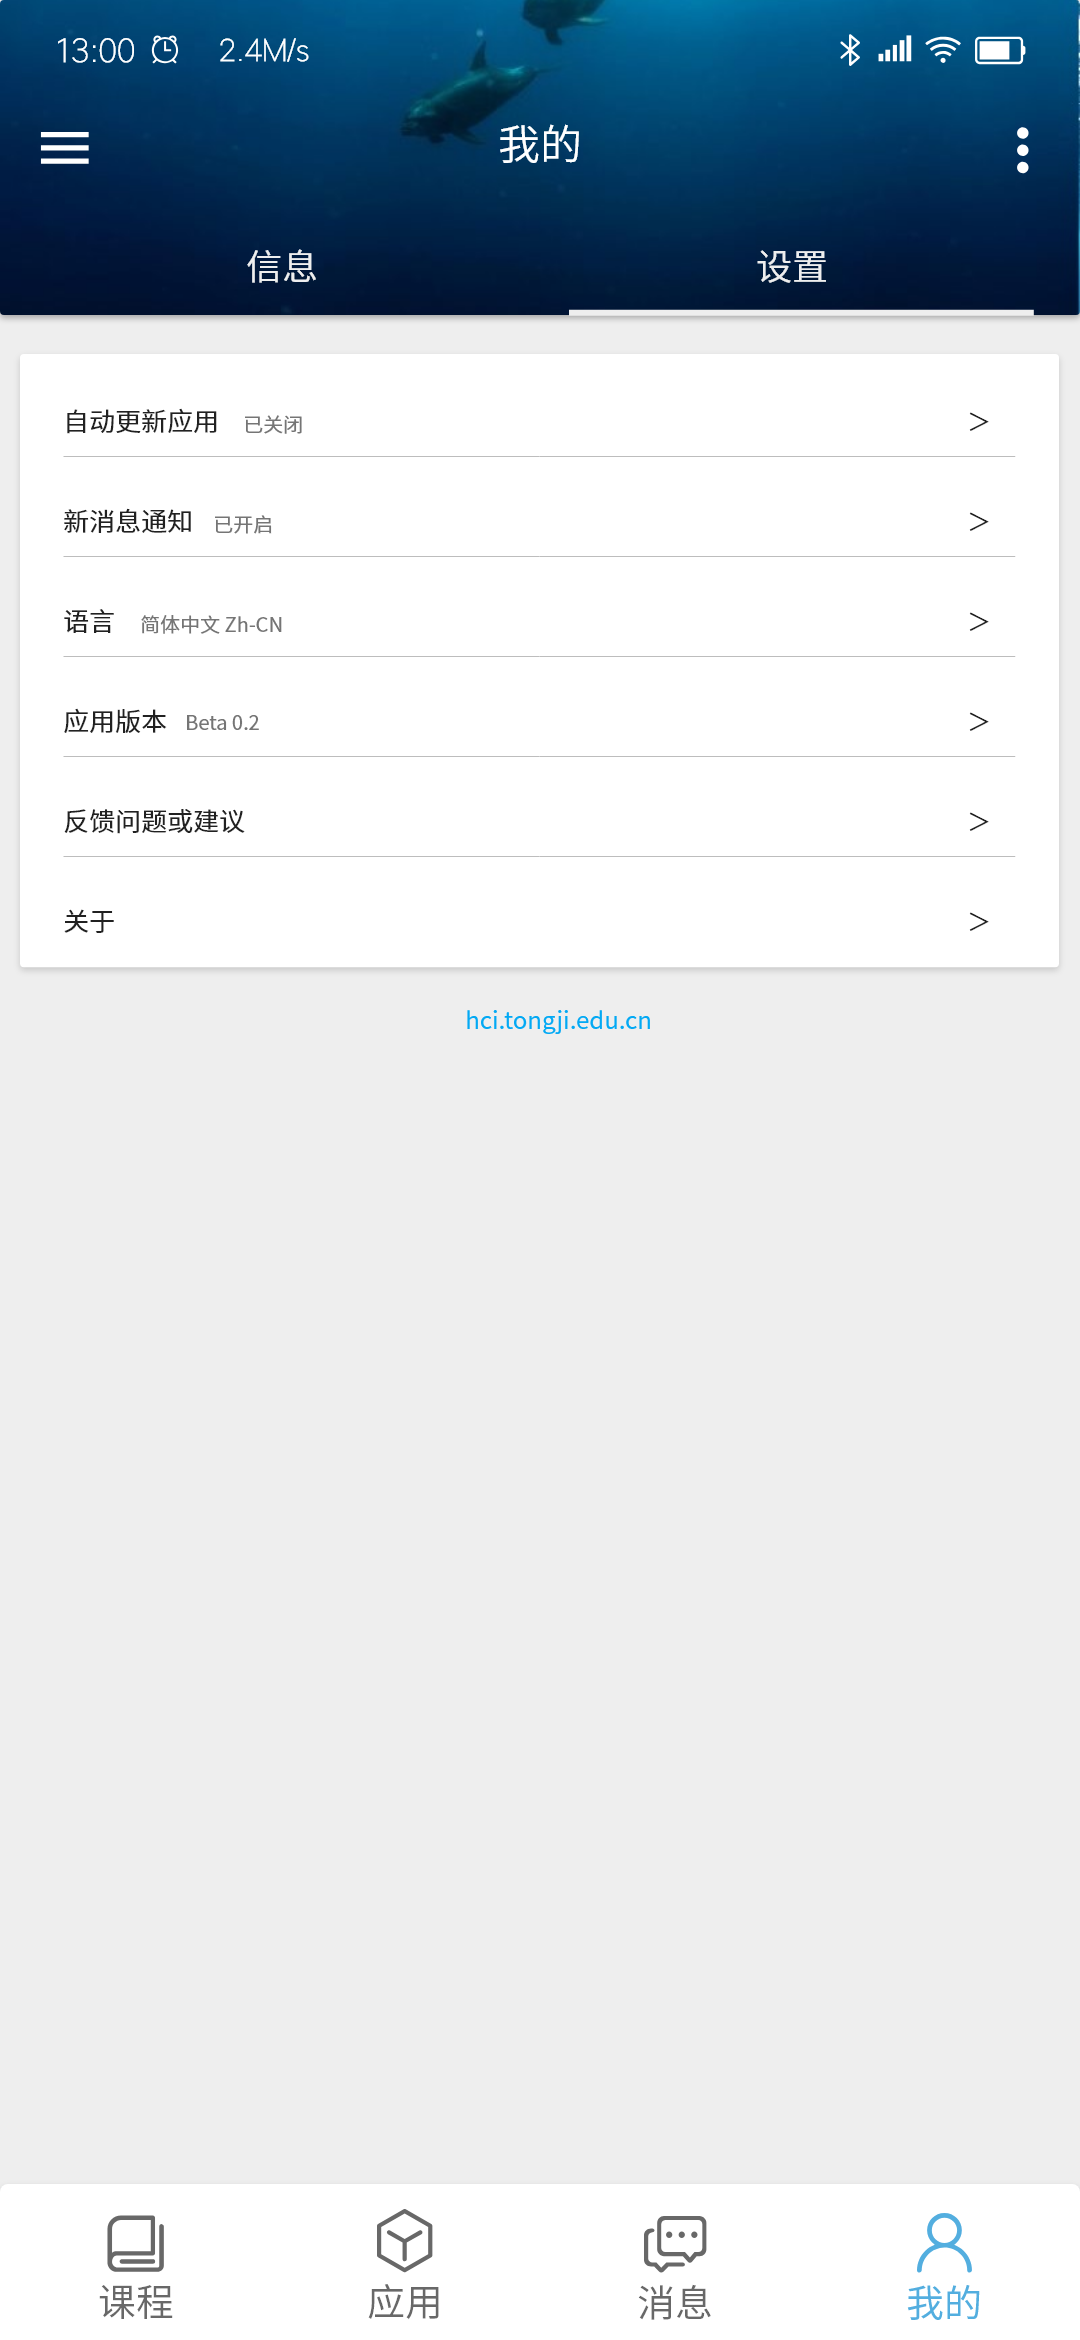 13:00 2.4M/s
我的
信息 设置
自动更新应用 已关闭 >
新消息通知 已开启 >
语言 简体中文 Zh-CN >
应用版本 Beta 0.2 >
反馈问题或建议 >
关于 >
hci.tongji.edu.cn
课程 应用 消息 我的